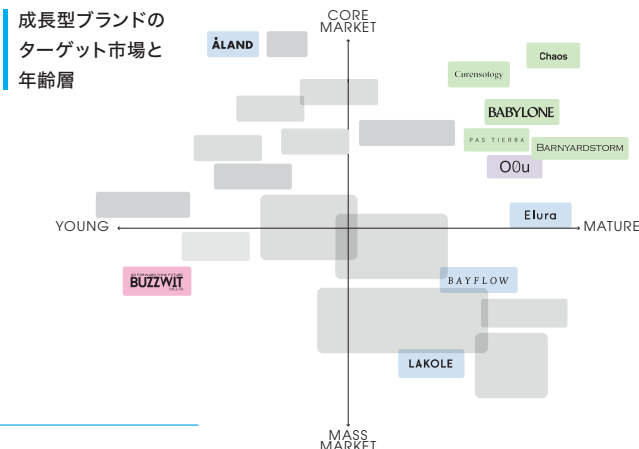 成長型ブランドの
ターゲット市場と
年齢層
CORE
MARKET
ÅLAND
Chaos
Curensology
BABYLONE
PAS TIERRA
BARNYARDSTORM
O0u
Elura
YOUNG
MATURE
BUZZWIT
BAYFLOW
LAKOLE
MASS
MARKET